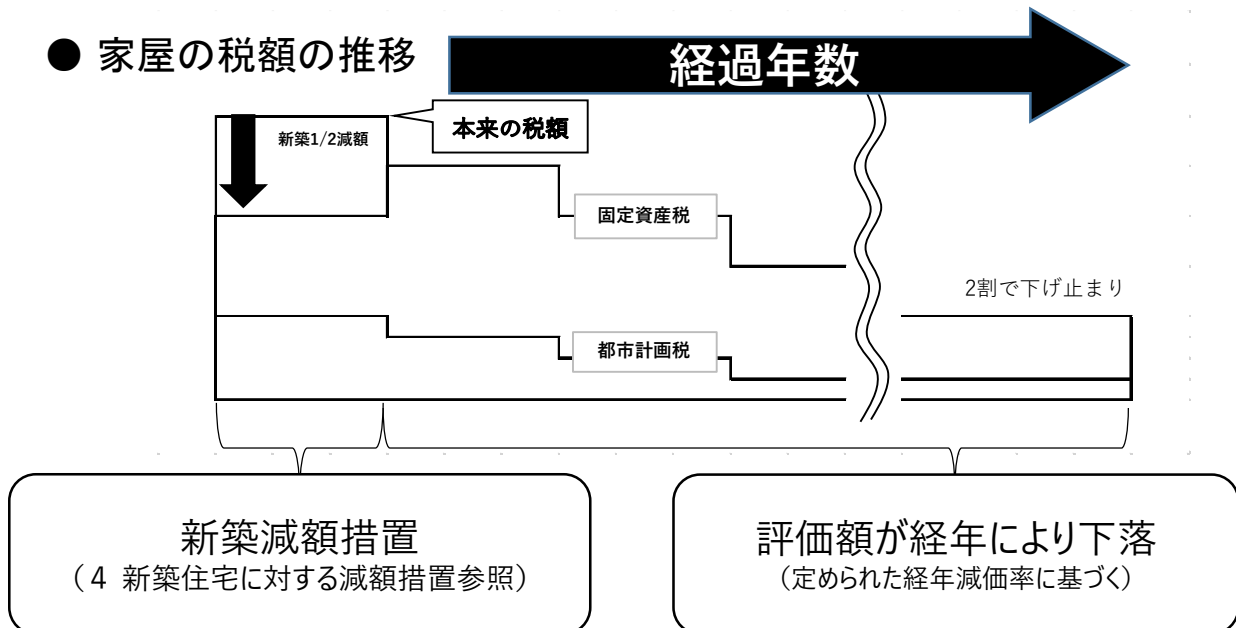 ● 家屋の税額の推移
経過年数
新築1/2減額
本来の税額
固定資産税
2割で下げ止まり
都市計画税
新築減額措置
（４ 新築住宅に対する減額措置参照）
評価額が経年により下落
（定められた経年減価率に基づく）